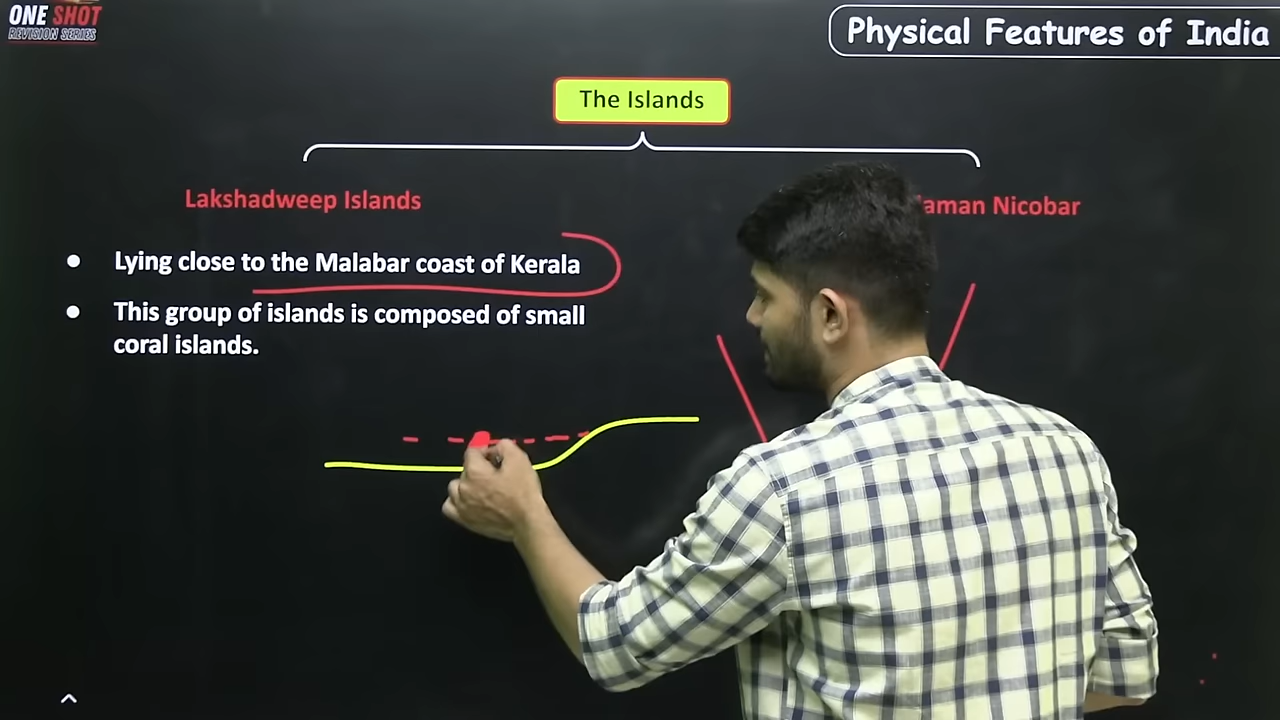 ONE SHOT
REVISION SERIES
Physical Features of India
The Islands
Lakshadweep Islands
Nicobar
● Lying close to the Malabar coast of Kerala
● This group of islands is composed of small
coral islands.